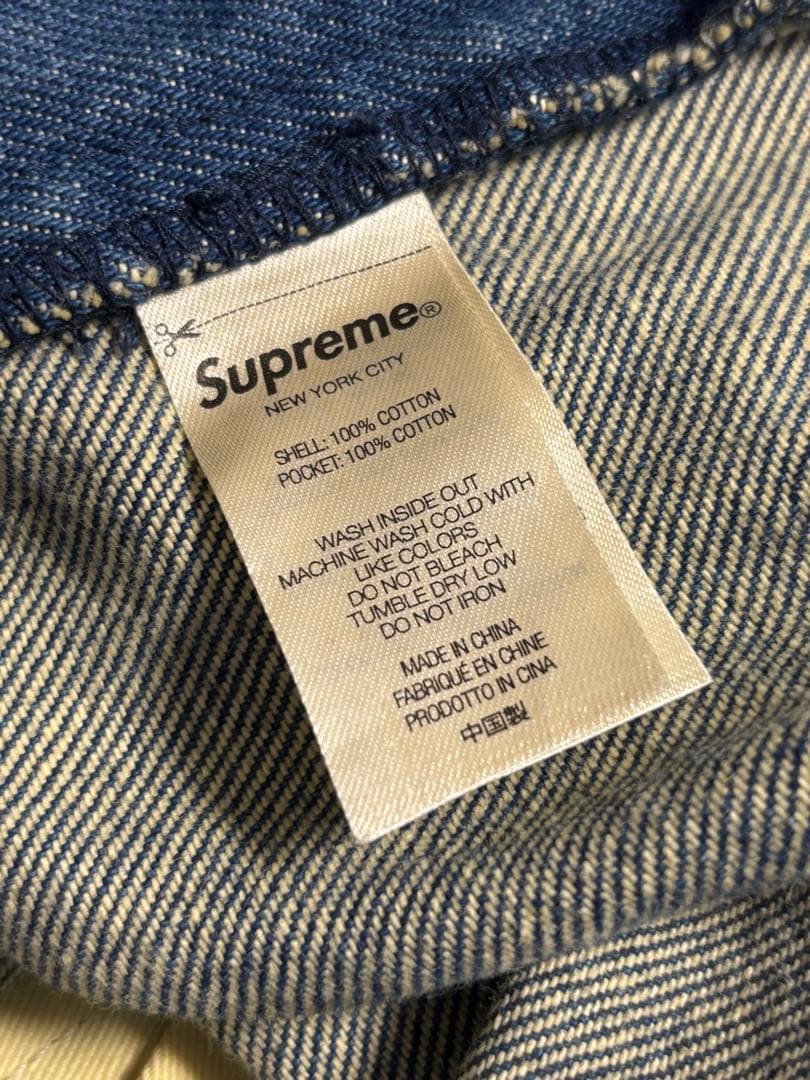 Supreme®
NEW YORK CITY
SHELL: 100% COTTON
POCKET: 100% COTTON
WASH INSIDE OUT
MACHINE WASH COLD WITH
LIKE COLORS
DO NOT BLEACH
TUMBLE DRY LOW
DO NOT IRON
MADE IN CHINA
FABRIQUÉ EN CHINE
PRODOTTO IN CINA
中国製